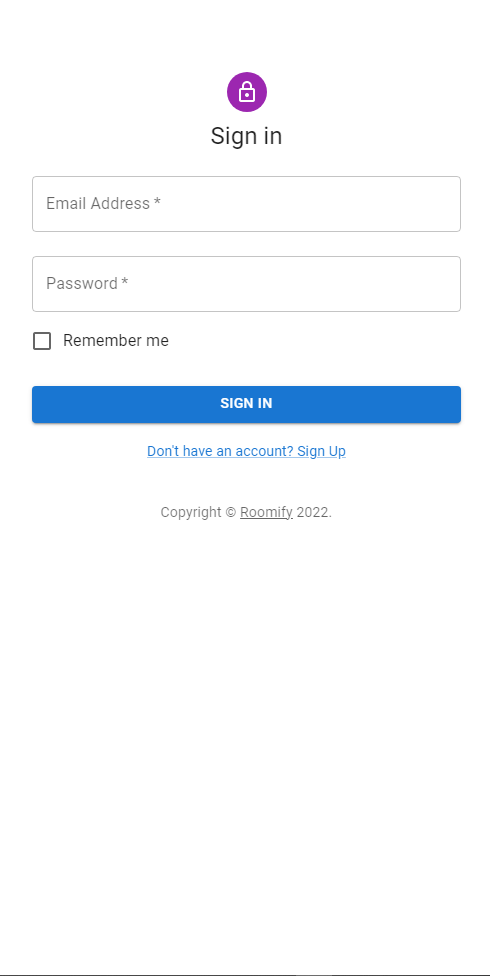 Sign in
Email Address *
Password *
Remember me
SIGN IN
Don't have an account? Sign Up
Copyright © Roomify 2022.